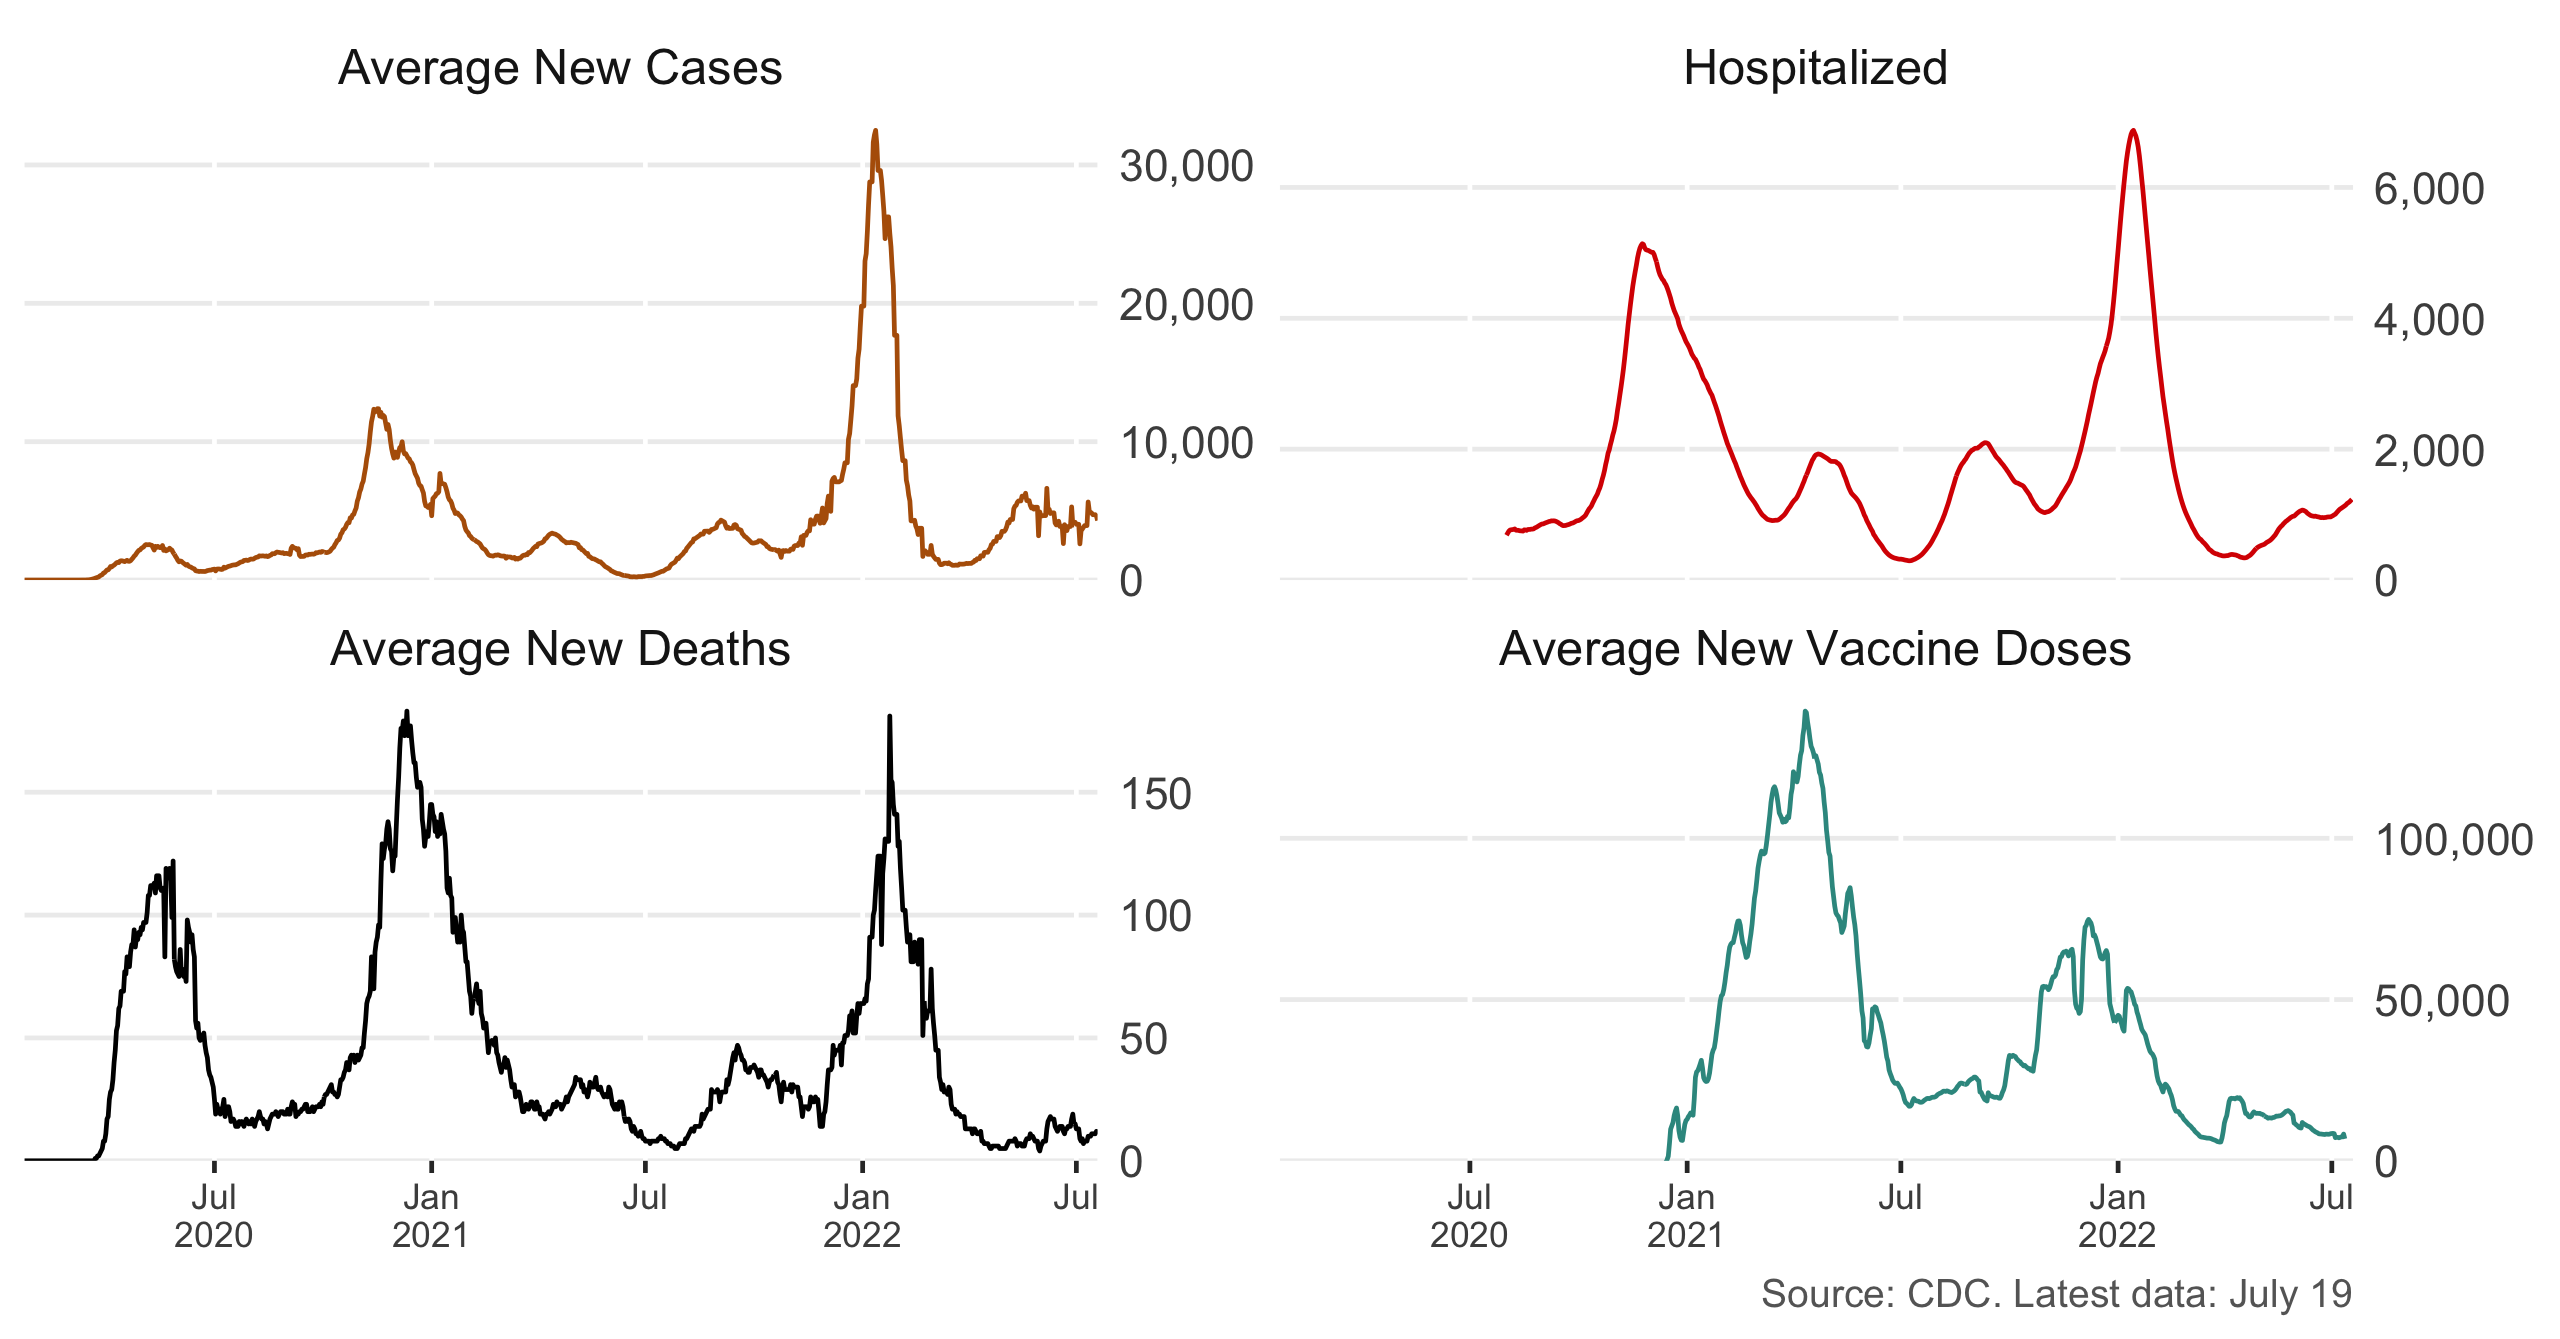 Average New Cases
30,000
20,000
10,000
0
Hospitalized
6,000
4,000
2,000
0
Average New Deaths
150
100
50
0
Jul Jan Jul Jan Jul
2020 2021 2022
Average New Vaccine Doses
100,000
50,000
0
Jul Jan Jul Jan Jul
2020 2021 2022
Source: CDC. Latest data: July 19